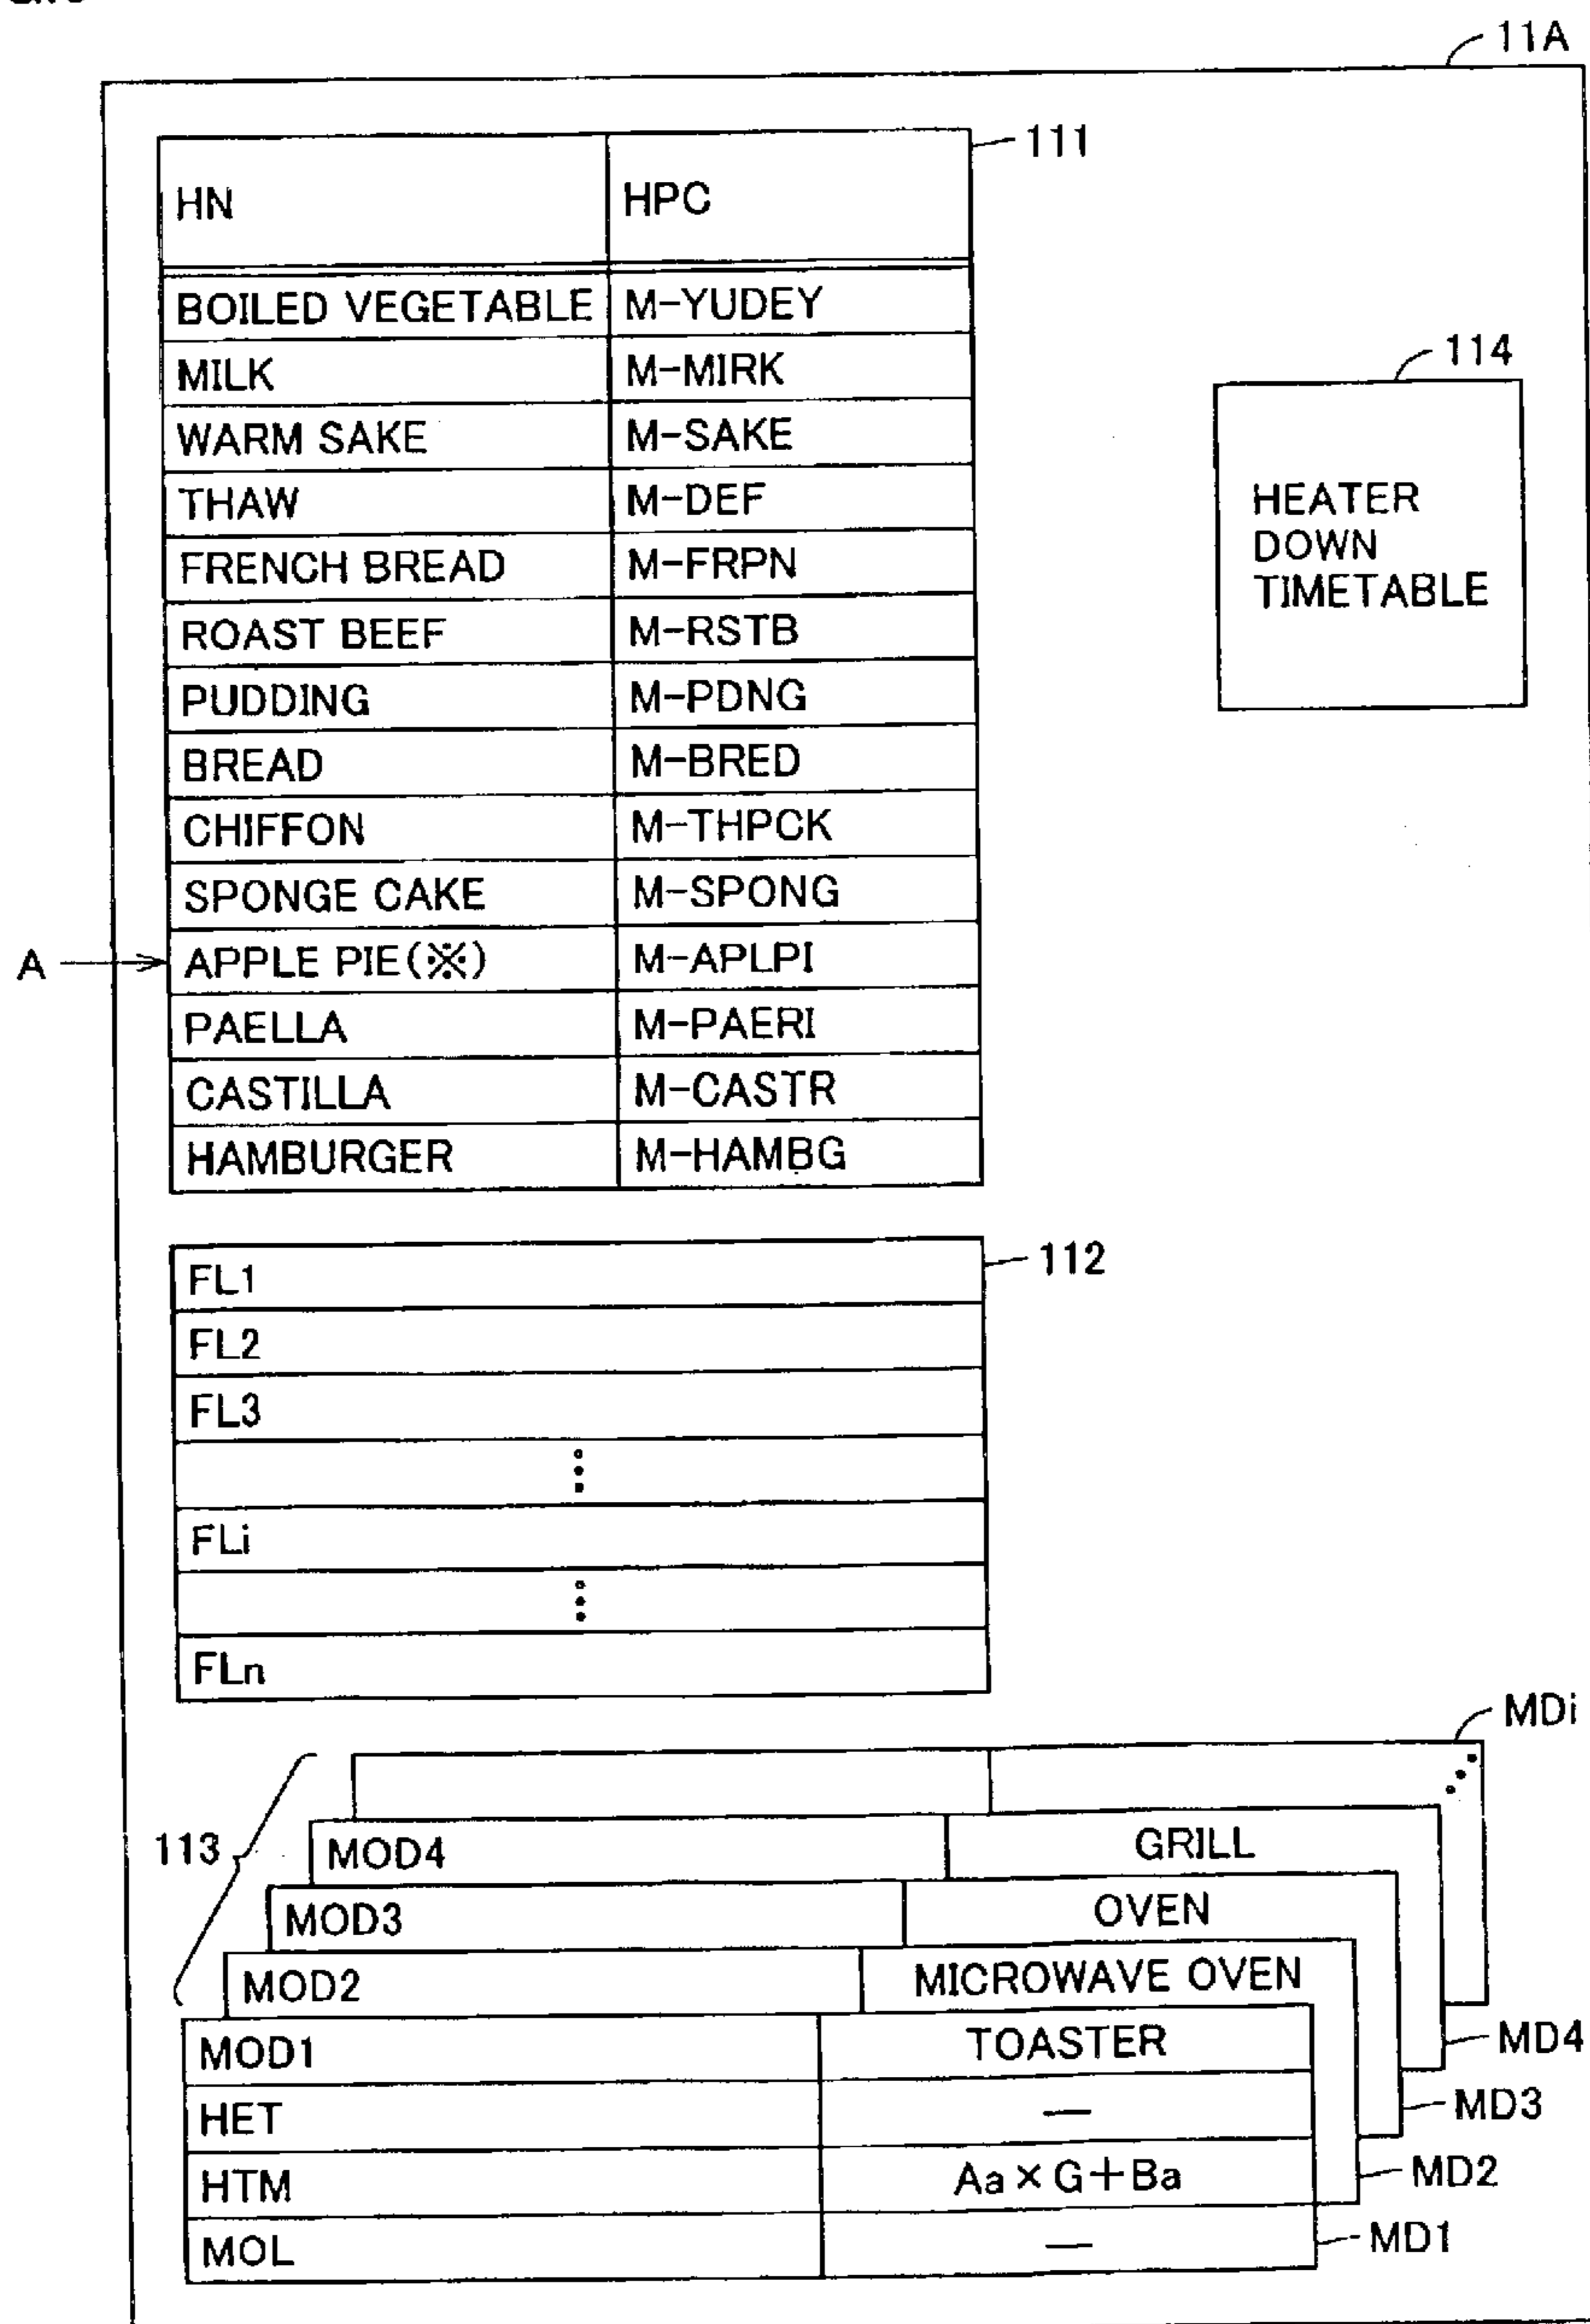 11A
111
HN HPC
BOILED VEGETABLE M-YUDEY
MILK M-MIRK
WARM SAKE M-SAKE
THAW M-DEF
FRENCH BREAD M-FRPN
ROAST BEEF M-RSTB
PUDDING M-PDNG
BREAD M-BRED
CHIFFON M-THPCK
SPONGE CAKE M-SPONG
A APPLE PIE(※) M-APLPI
PAELLA M-PAERI
CASTILLA M-CASTR
HAMBURGER M-HAMBG
114
HEATER
DOWN
TIMETABLE
112
FL1
FL2
FL3
⋮
FLi
⋮
FLn
MDi
113
MOD4 GRILL
MOD3 OVEN
MOD2 MICROWAVE OVEN
MOD1 TOASTER MD4
HET — MD3
HTM Aa×G+Ba MD2
MOL — MD1